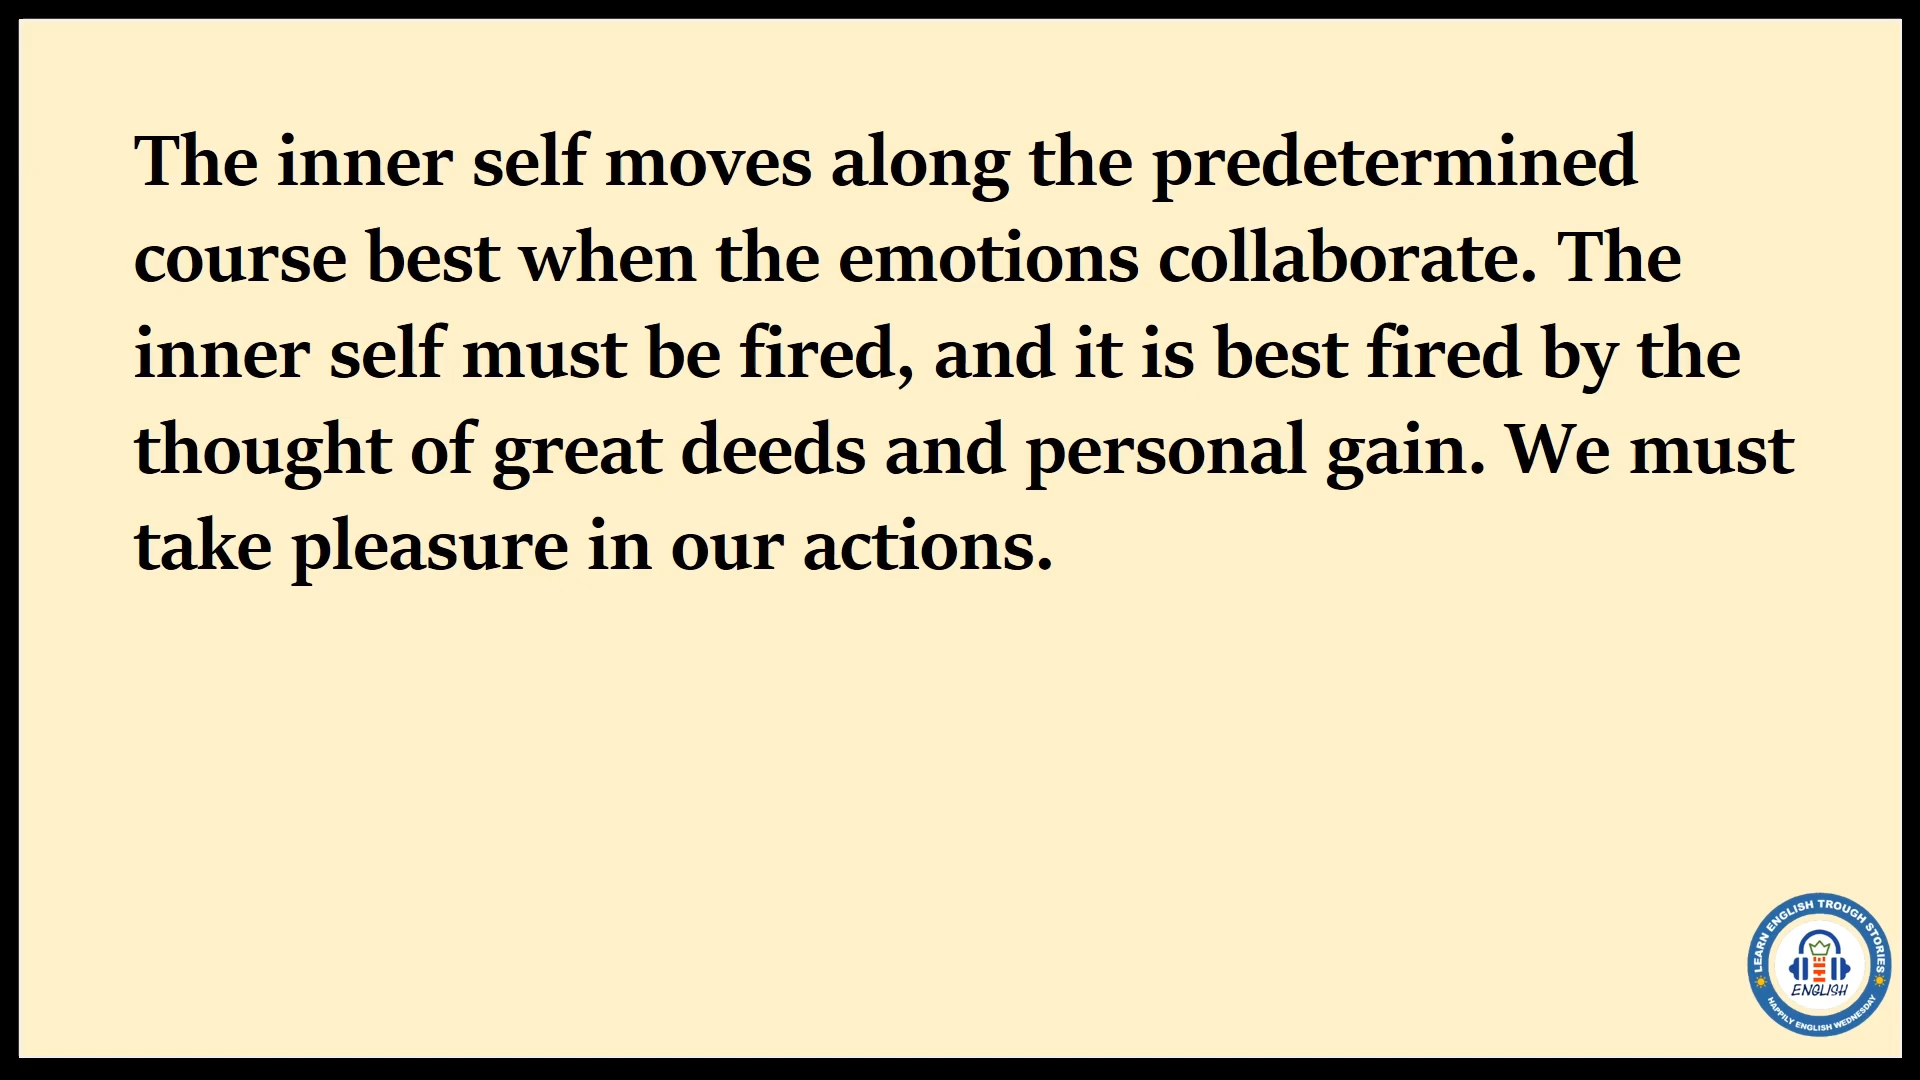 The inner self moves along the predetermined
course best when the emotions collaborate. The
inner self must be fired, and it is best fired by the
thought of great deeds and personal gain. We must
take pleasure in our actions.
LEARN ENGLISH TROUGH STORIES
ENGLISH
HAPPILY ENGLISH WEDNESDAY